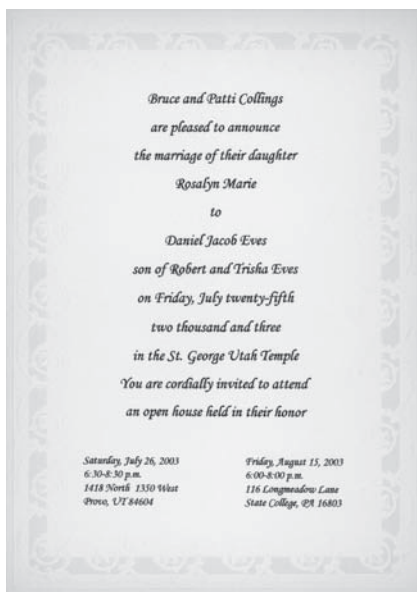 Bruce and Patti Collings
are pleased to announce
the marriage of their daughter
Rosalyn Marie
to
Daniel Jacob Eves
son of Robert and Trisha Eves
on Friday, July twenty-fifth
two thousand and three
in the St. George Utah Temple
You are cordially invited to attend
an open house held in their honor
Saturday, July 26, 2003
6:30-8:30 p.m.
1418 North 1350 West
Provo, UT 84604
Friday, August 15, 2003
6:00-8:00 p.m.
116 Longmeadow Lane
State College, PA 16803